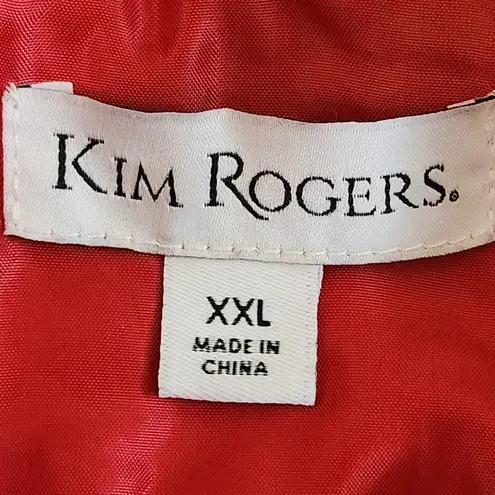 KIM ROGERS®
XXL
MADE IN
CHINA